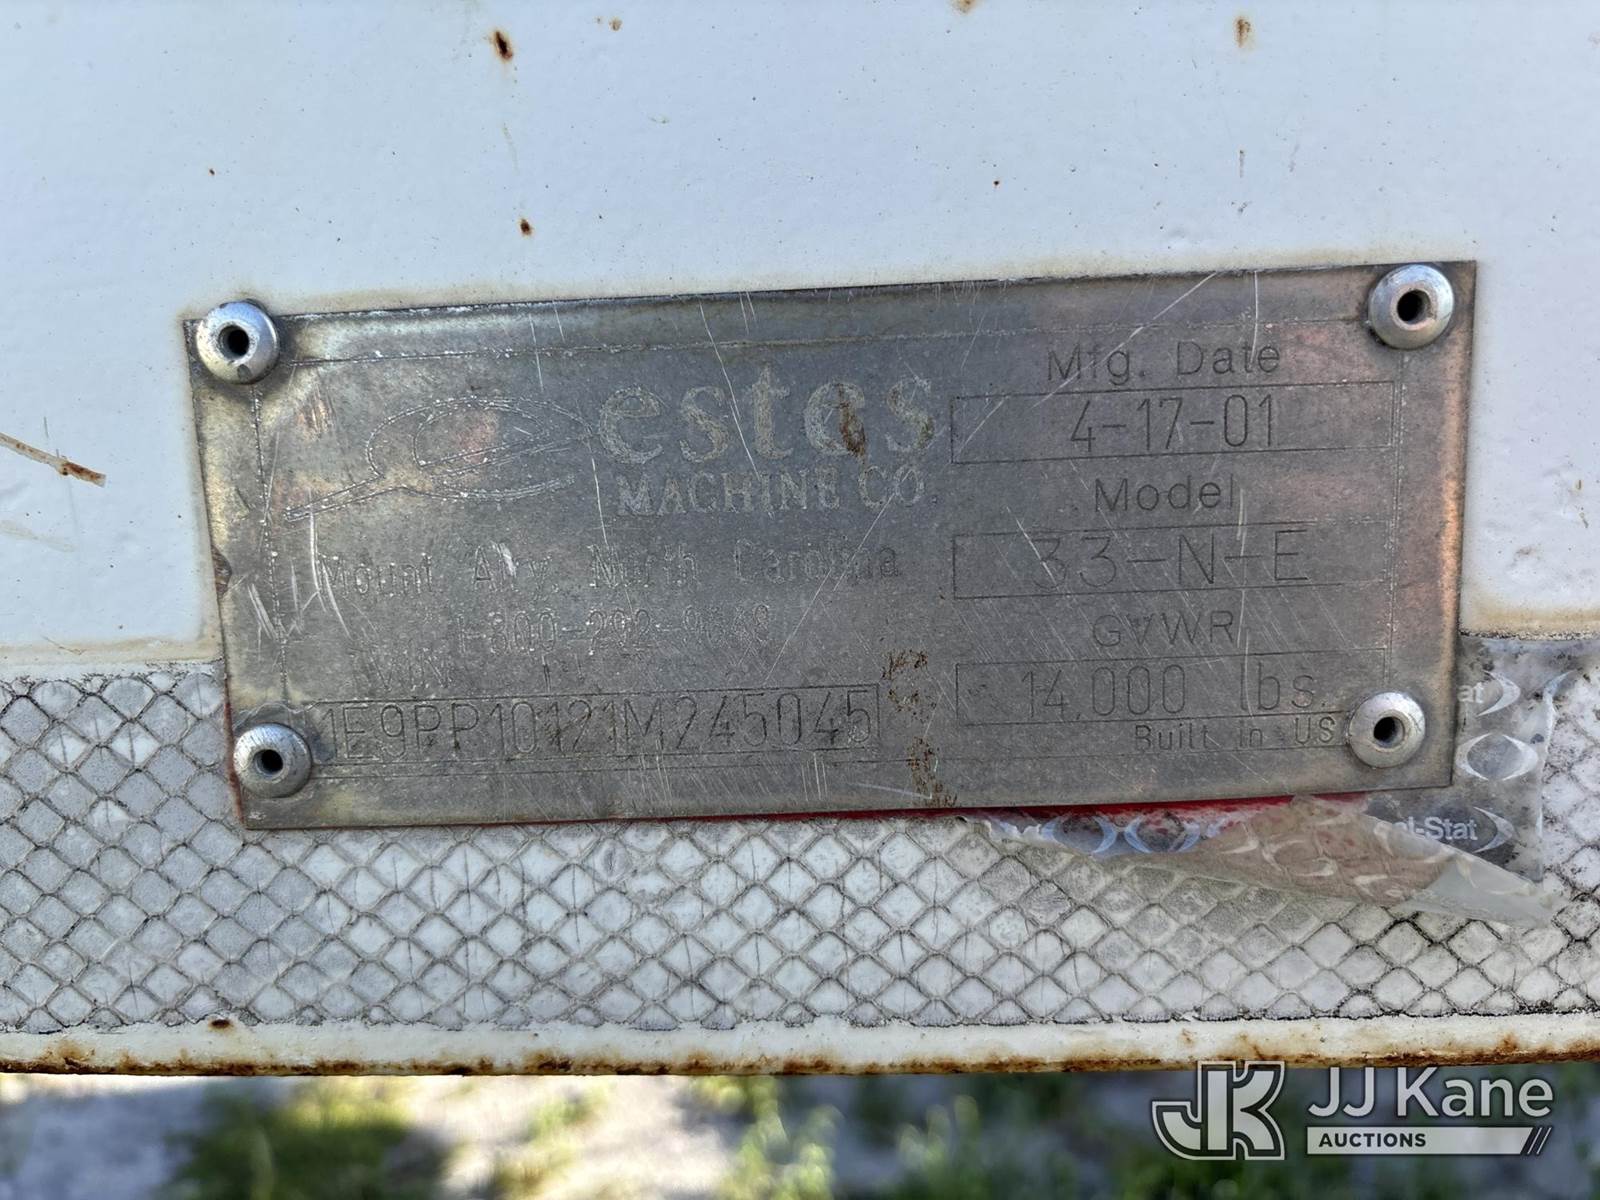 estes
MACHINE CO.
Mount Airy, North Carolina
VIN
1E9PP10121M245045
Mfg. Date
4-17-01
Model
33-N-E
GVWR
14,000 lbs.
Built in US
JJ Kane
AUCTIONS